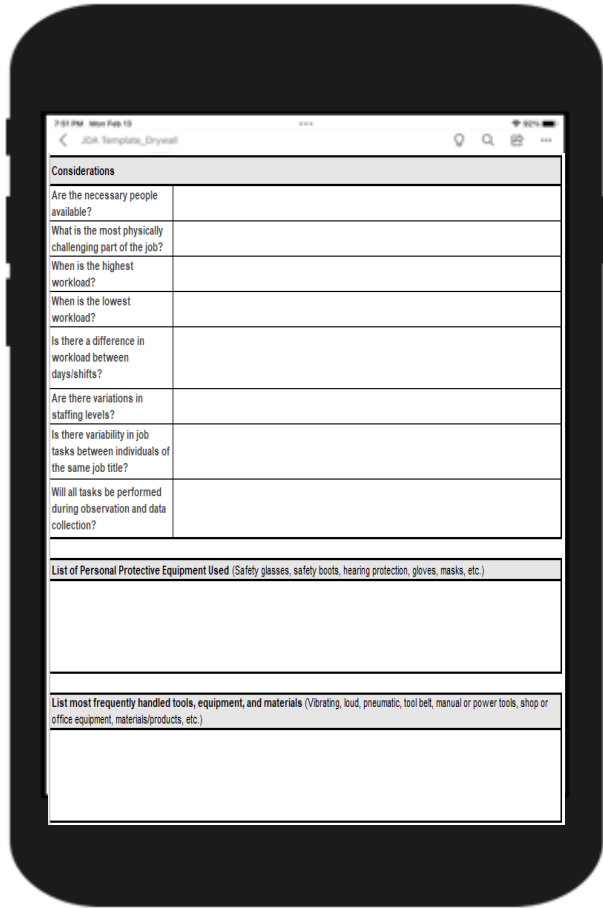 7:51 PM Mon Feb 13
92%
JDA Template_Drywall
Considerations
Are the necessary people
available?
What is the most physically
challenging part of the job?
When is the highest
workload?
When is the lowest
workload?
Is there a difference in
workload between
days/shifts?
Are there variations in
staffing levels?
Is there variability in job
tasks between individuals of
the same job title?
Will all tasks be performed
during observation and data
collection?
List of Personal Protective Equipment Used (Safety glasses, safety boots, hearing protection, gloves, masks, etc.)
List most frequently handled tools, equipment, and materials (Vibrating, loud, pneumatic, tool belt, manual or power tools, shop or
office equipment, materials/products, etc.)